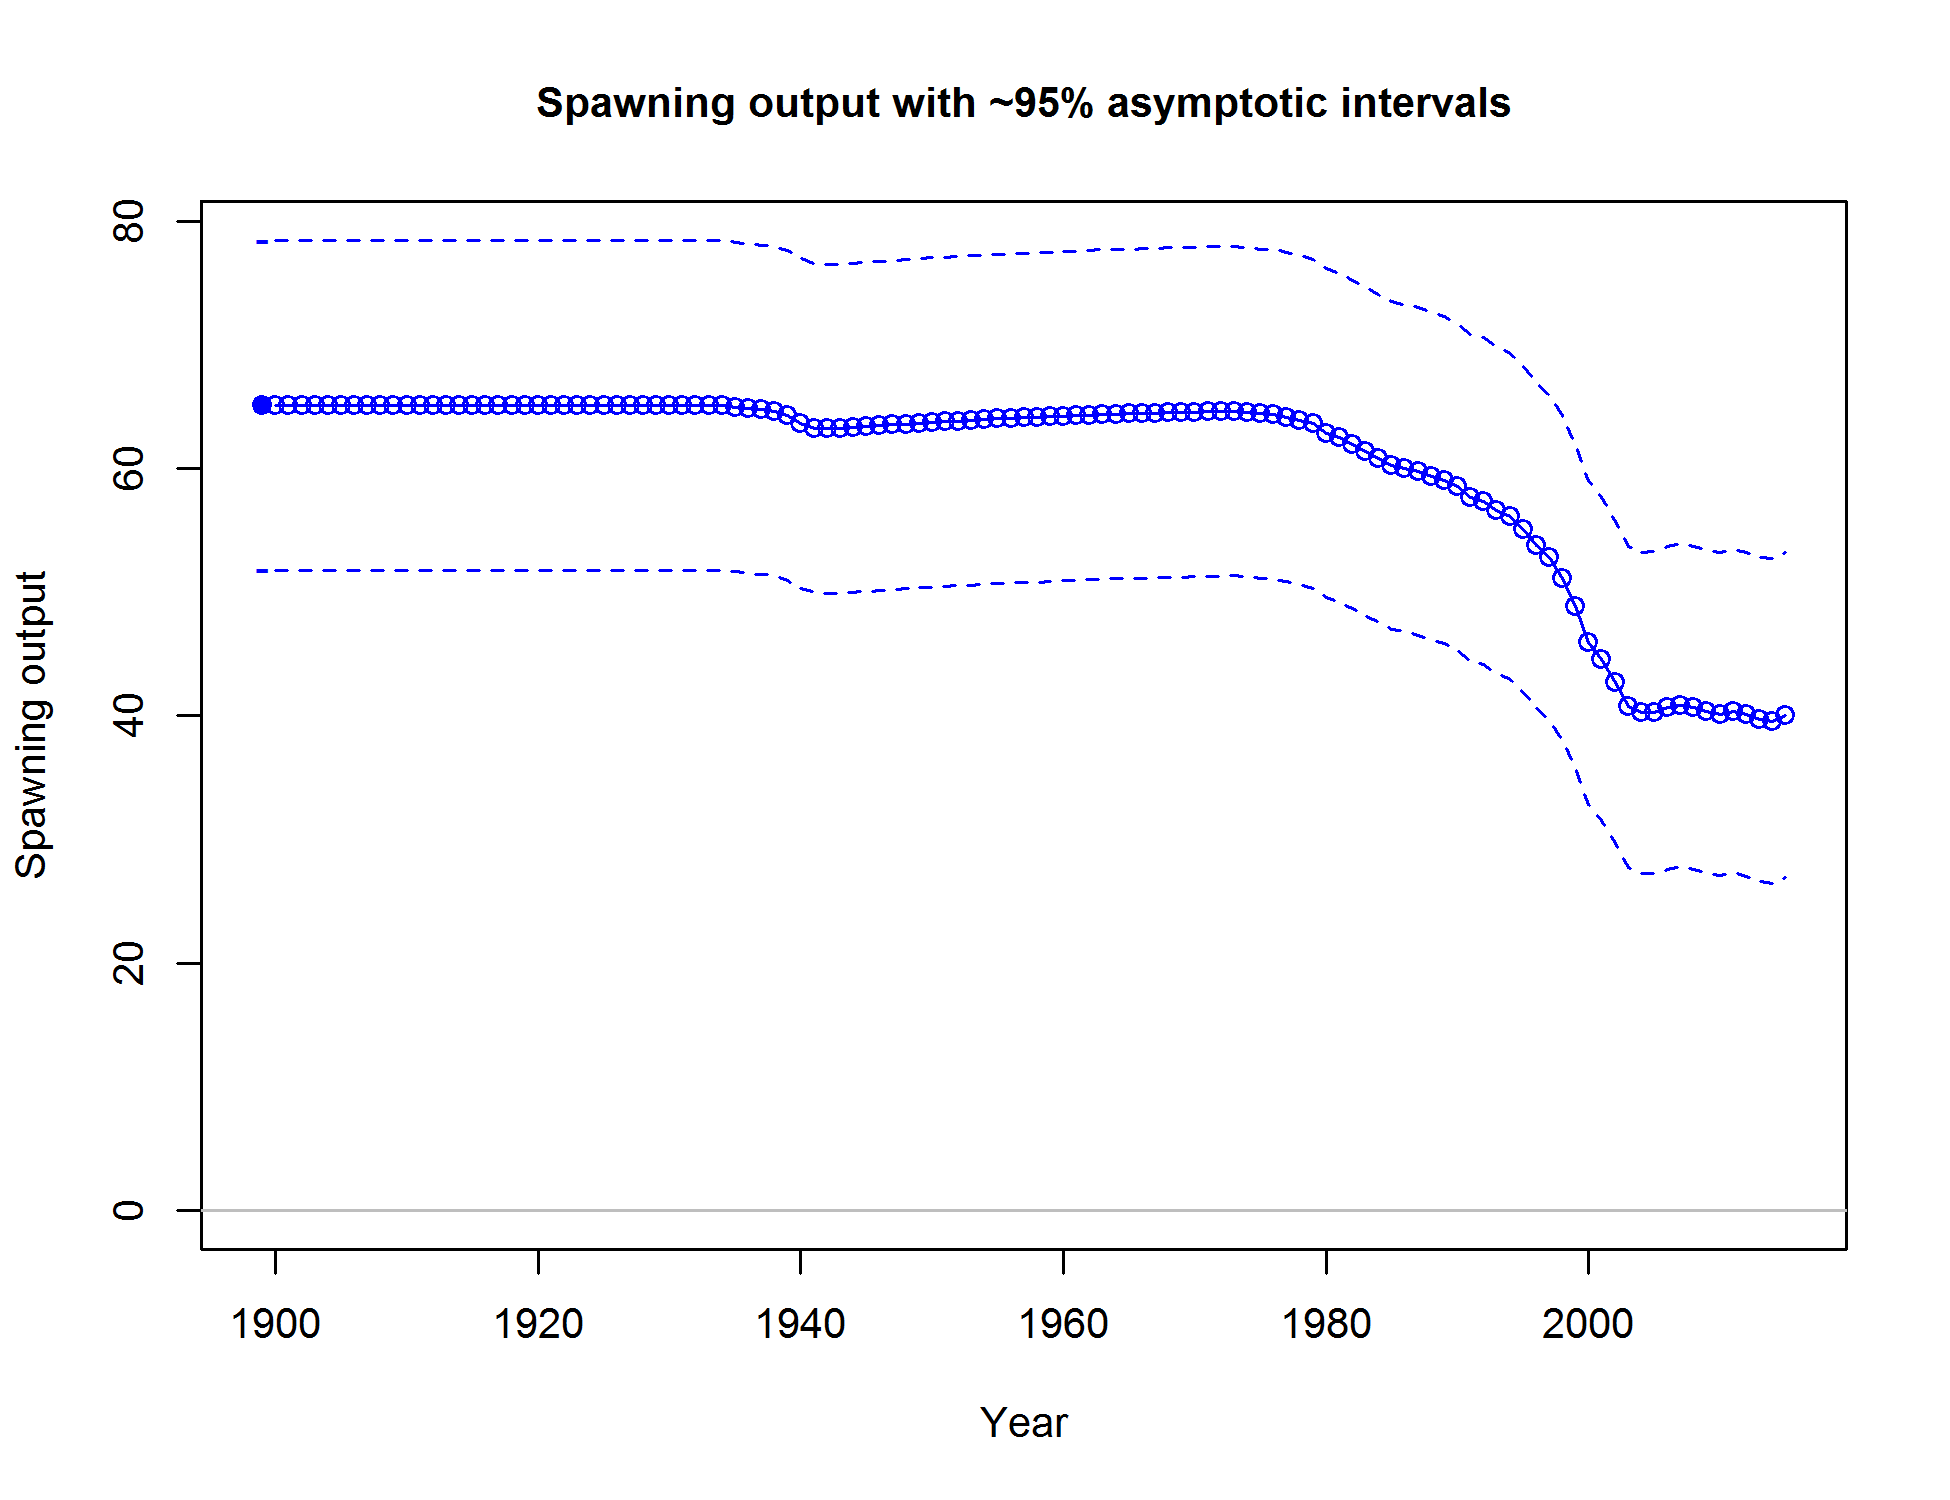 Spawning output with ~95% asymptotic intervals
Spawning output
80
60
40
20
0
1900 1920 1940 1960 1980 2000
Year